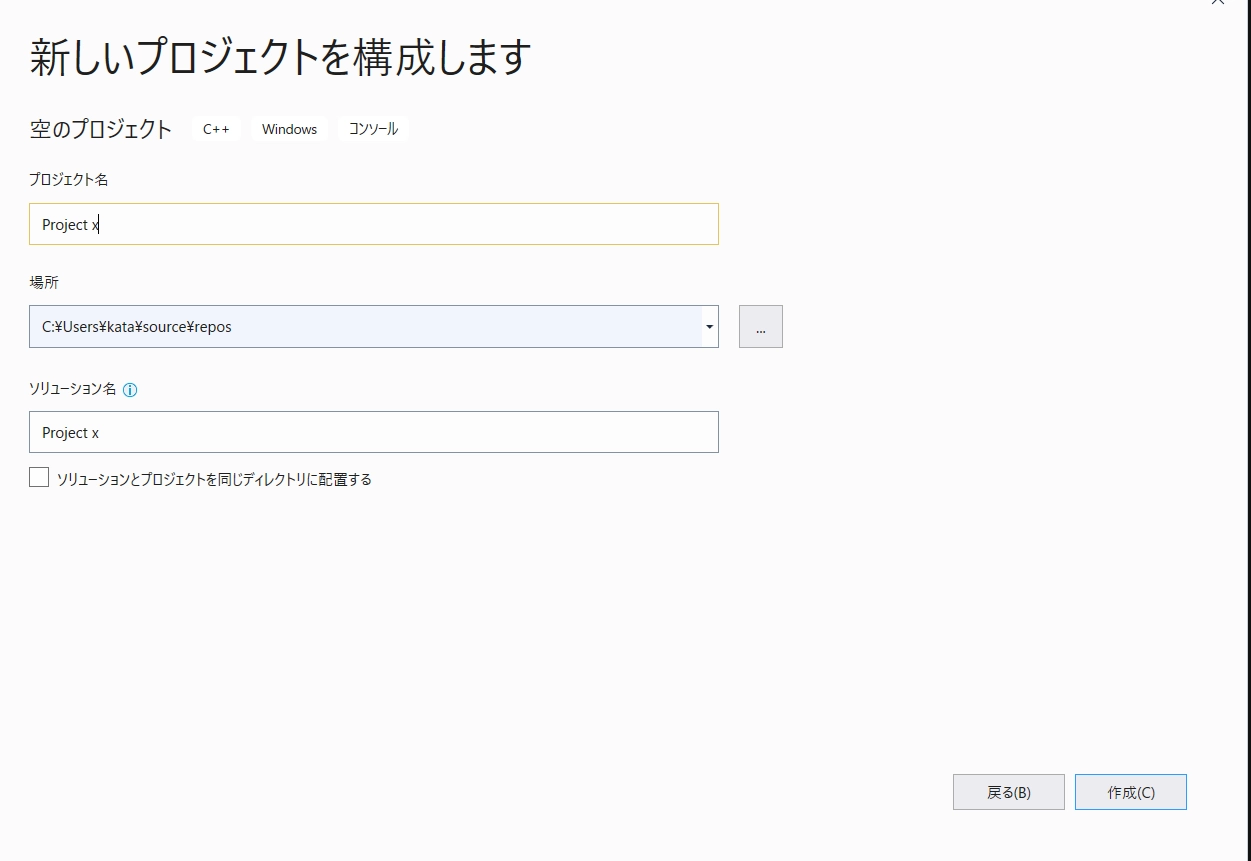 新しいプロジェクトを構成します
空のプロジェクト C++ Windows コンソール
プロジェクト名
Project x
場所
C:¥Users¥kata¥source¥repos
...
ソリューション名
Project x
ソリューションとプロジェクトを同じディレクトリに配置する
戻る(B) 作成(C)